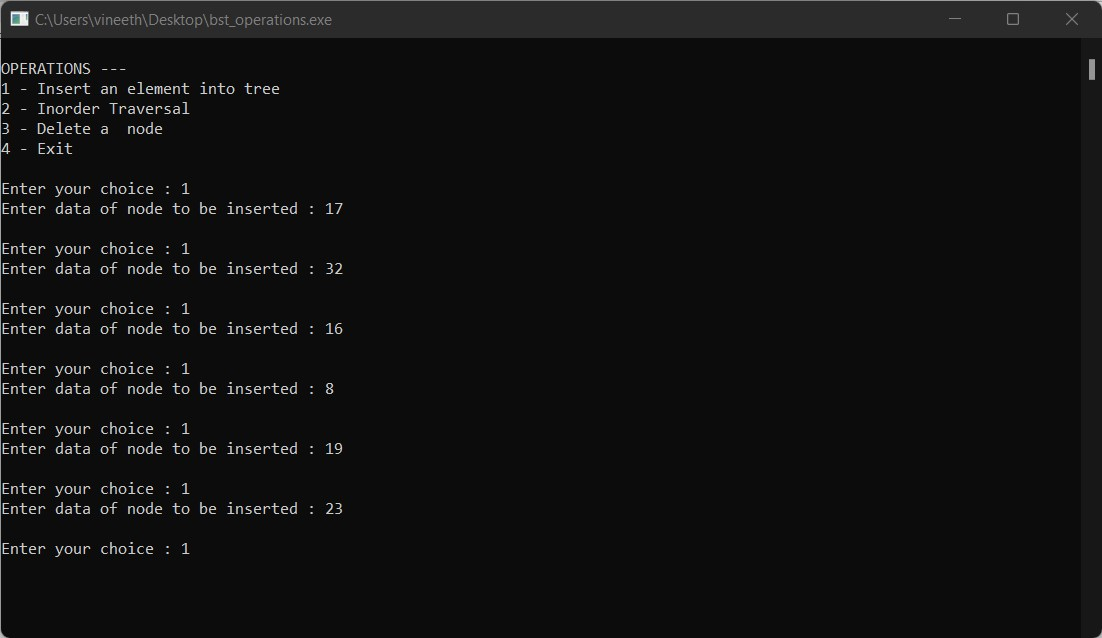 C:\Users\vineeth\Desktop\bst_operations.exe
OPERATIONS ---
1 - Insert an element into tree
2 - Inorder Traversal
3 - Delete a  node
4 - Exit
Enter your choice : 1
Enter data of node to be inserted : 17
Enter your choice : 1
Enter data of node to be inserted : 32
Enter your choice : 1
Enter data of node to be inserted : 16
Enter your choice : 1
Enter data of node to be inserted : 8
Enter your choice : 1
Enter data of node to be inserted : 19
Enter your choice : 1
Enter data of node to be inserted : 23
Enter your choice : 1